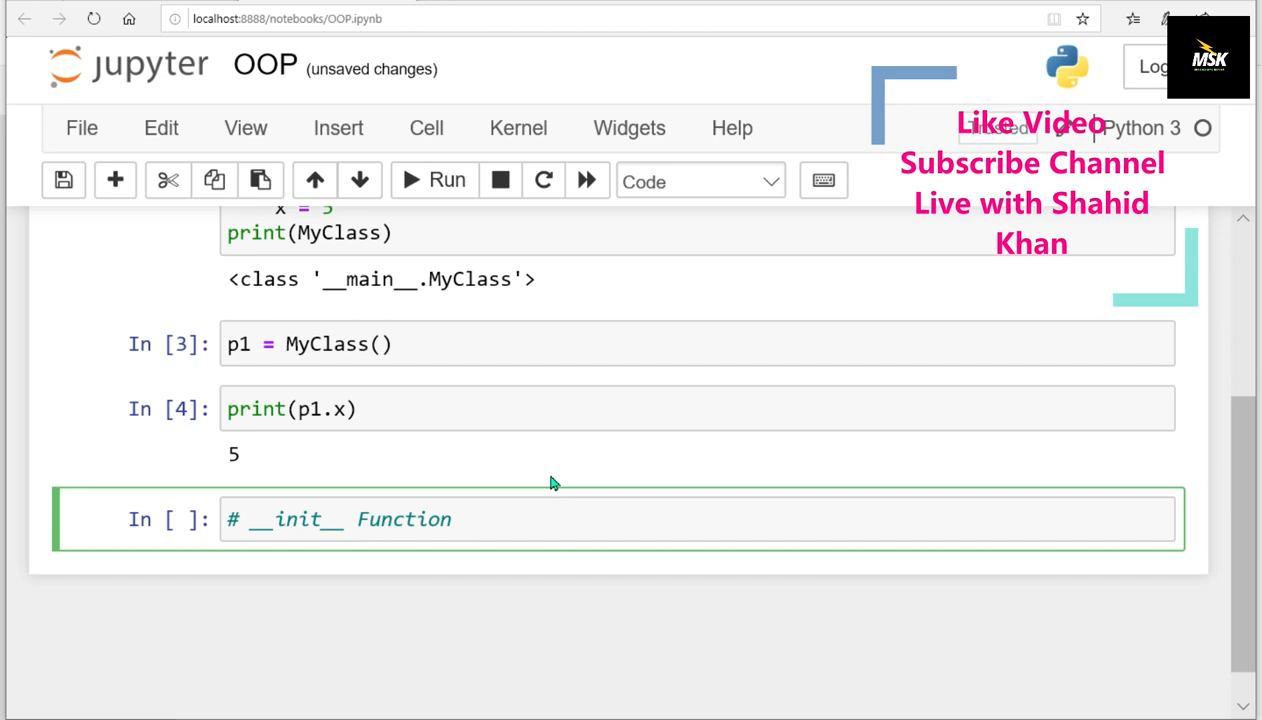 localhost:8888/notebooks/OOP.ipynb
jupyter OOP (unsaved changes)
MSK
File Edit View Insert Cell Kernel Widgets Help Trusted Python 3
Like Video
Subscribe Channel
Live with Shahid
Khan
Run Code
x = 5
print(MyClass)
<class '__main__.MyClass'>
In [3]: p1 = MyClass()
In [4]: print(p1.x)
5
In [ ]: # __init__ Function